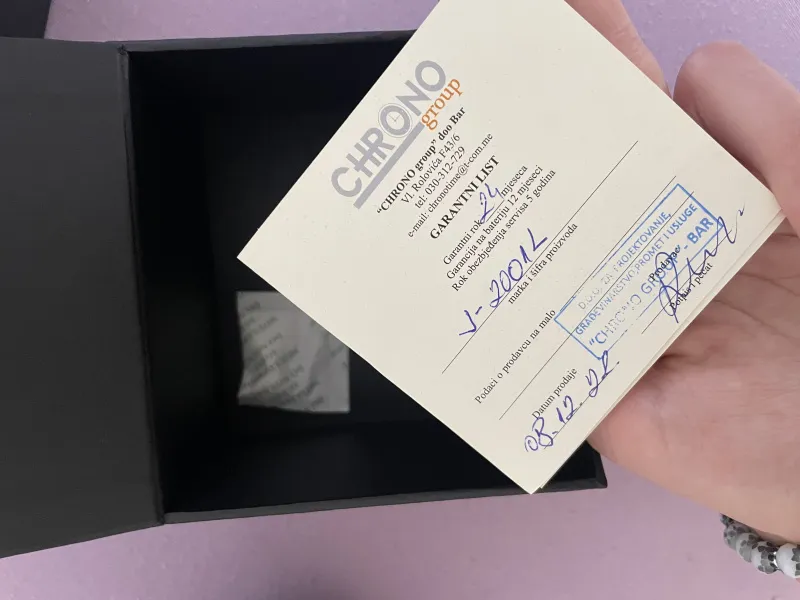 CHRONO
group
"CHRONO group" doo Bar
Vl. Rolovića F43/6
tel: 030-312-729
e-mail: chronotime@t-com.me
GARANTNI LIST
Garantni rok 24 mjeseca
Garancija na bateriju 12 mjeseci
Rok obezbjeđenja servisa 5 godina
J-2001L
marka i šifra proizvoda
Podaci o prodavcu na malo
D.O.O. ZA PROJEKTOVANJE,
GRAĐEVINARSTVO, PROMET I USLUGE
"CHRONO GROUP" - BAR
Prodavac
Potpis i pečat
Datum prodaje
08.12.22